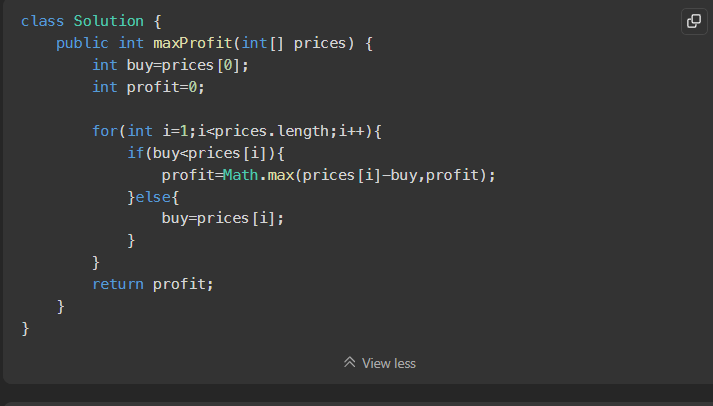 class Solution {
    public int maxProfit(int[] prices) {
        int buy=prices[0];
        int profit=0;

        for(int i=1;i<prices.length;i++){
            if(buy<prices[i]){
                profit=Math.max(prices[i]-buy,profit);
            }else{
                buy=prices[i];
            }
        }
        return profit;
    }
}
View less